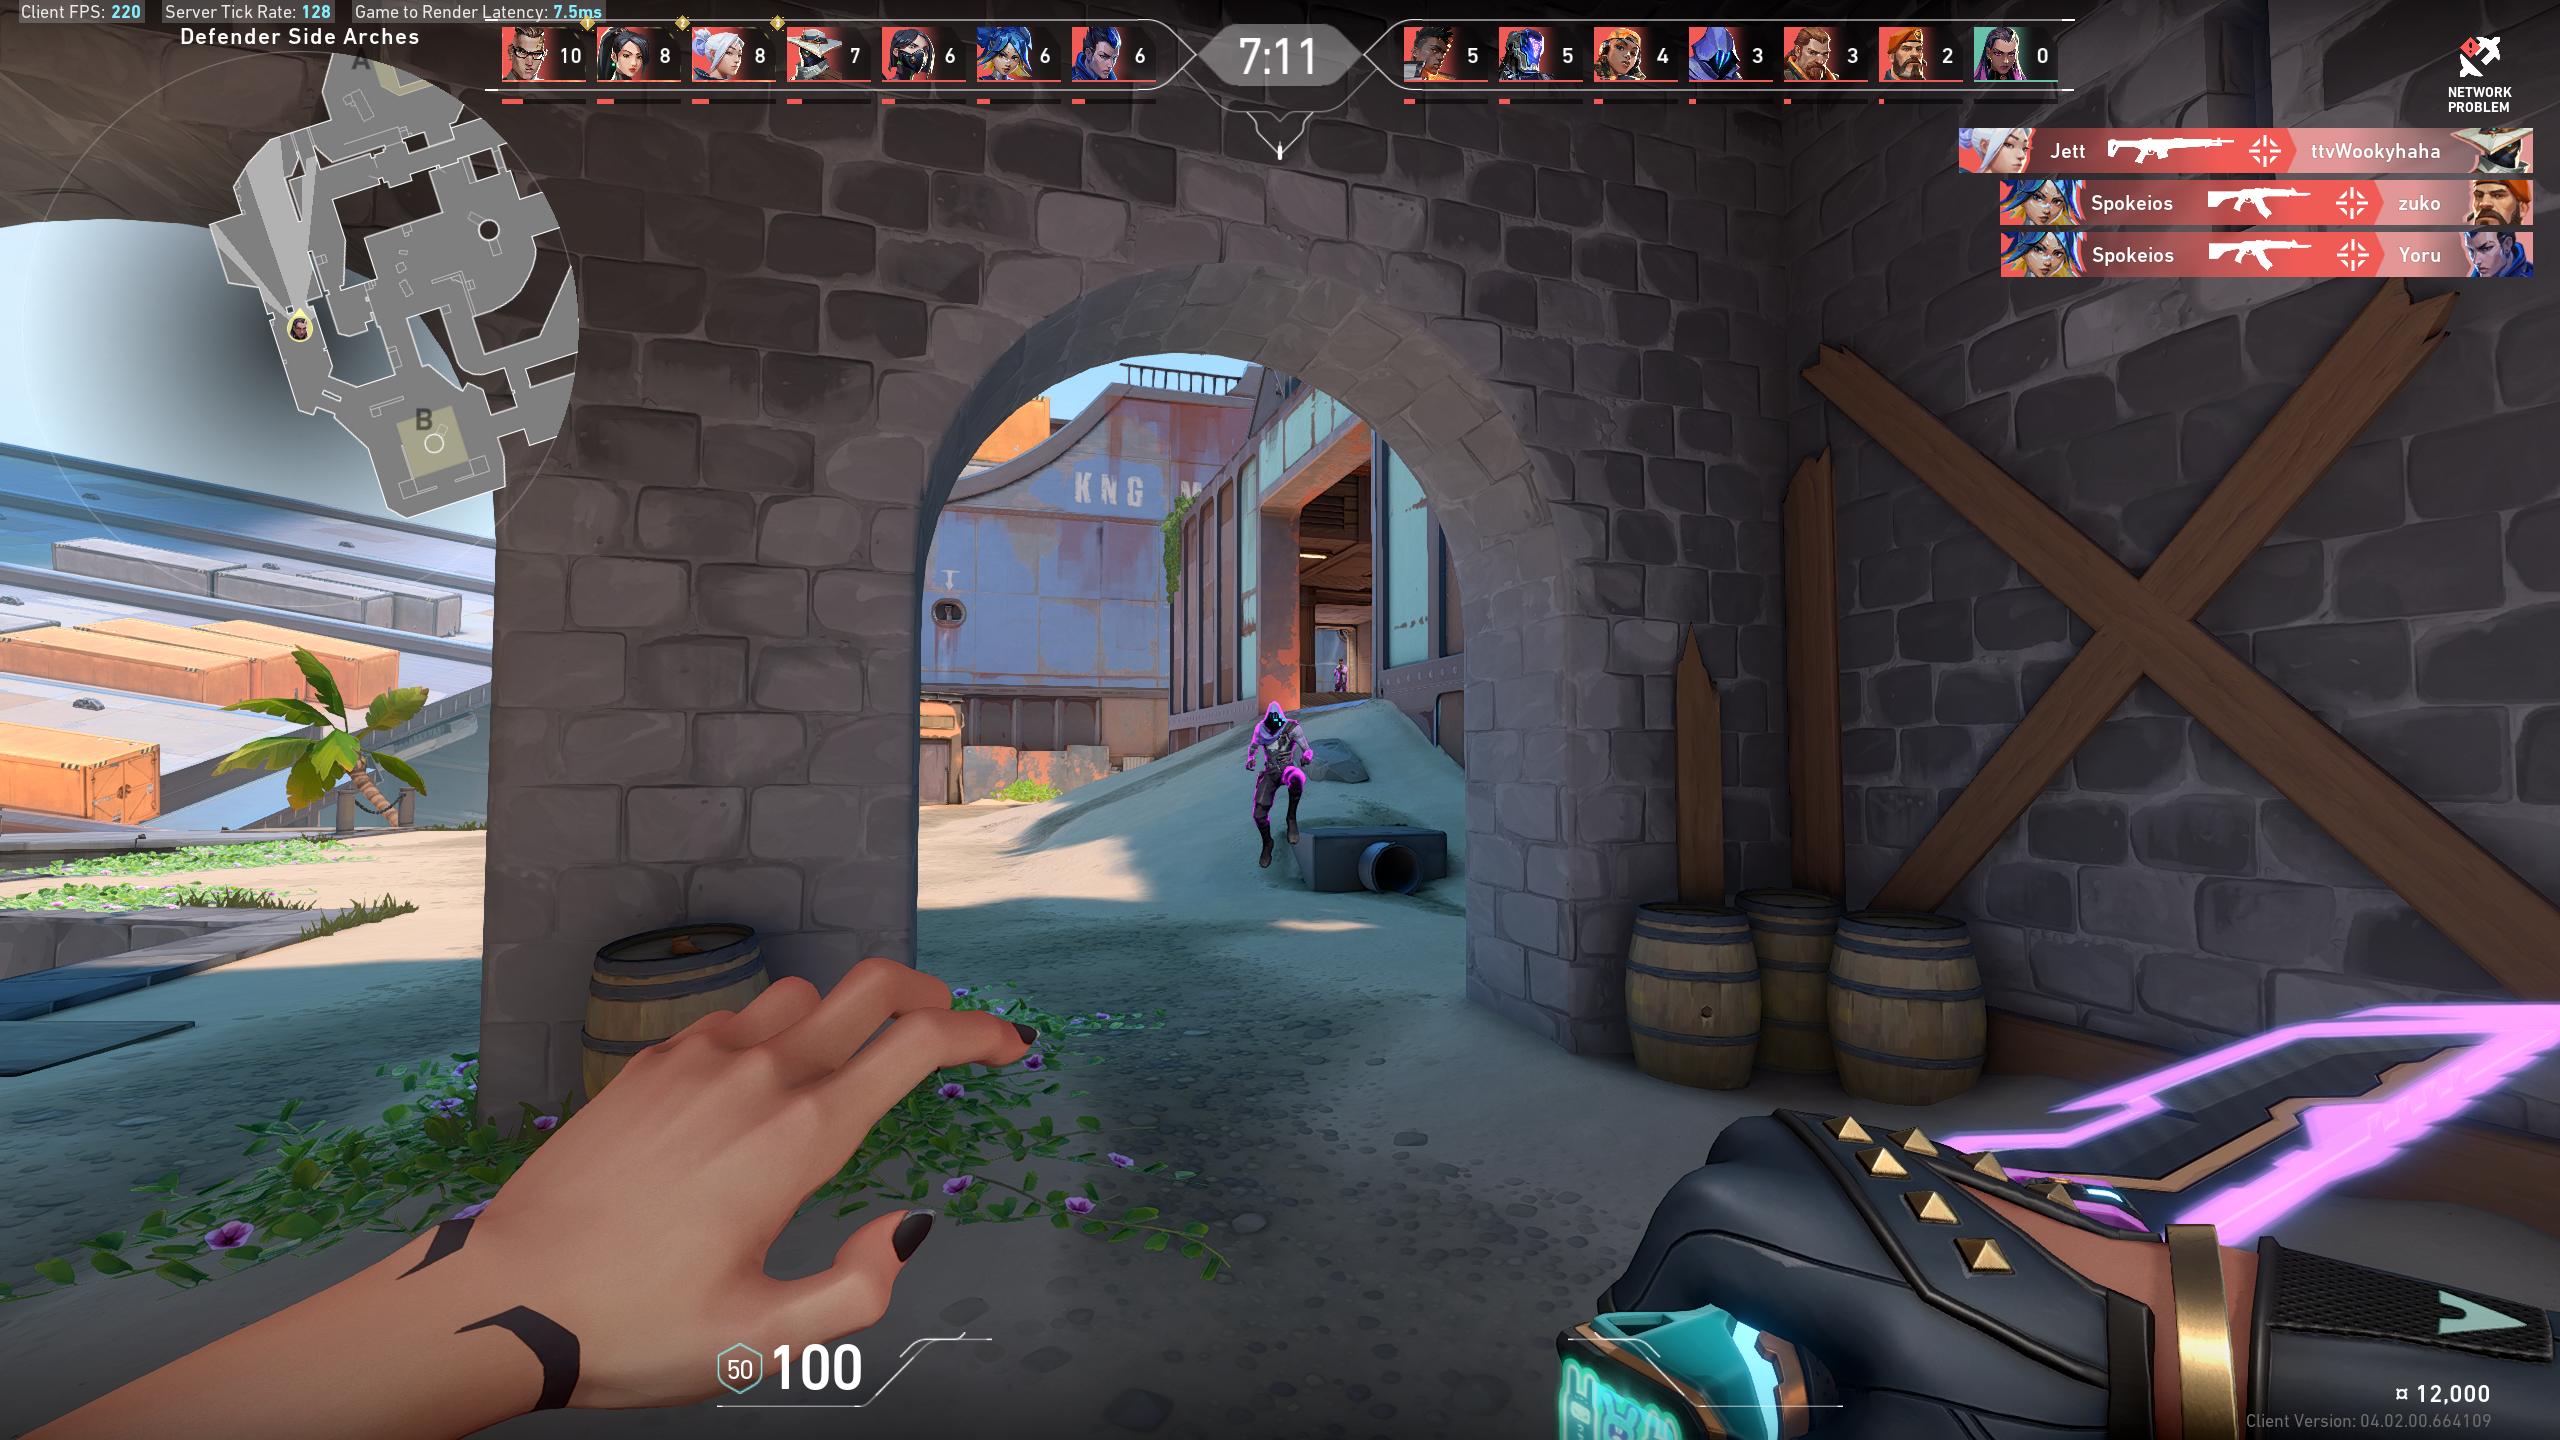 Client FPS: 220 Server Tick Rate: 128 Game to Render Latency: 7.5ms
Defender Side Arches
10 8 8 7 6 6 6 7:11 5 5 4 3 3 2 0
NETWORK
PROBLEM
A
Jett ttvWookyhaha
Spokeios zuko
Spokeios Yoru
B
KNG M
50 100
¤ 12,000
Client Version: 04.02.00.664109